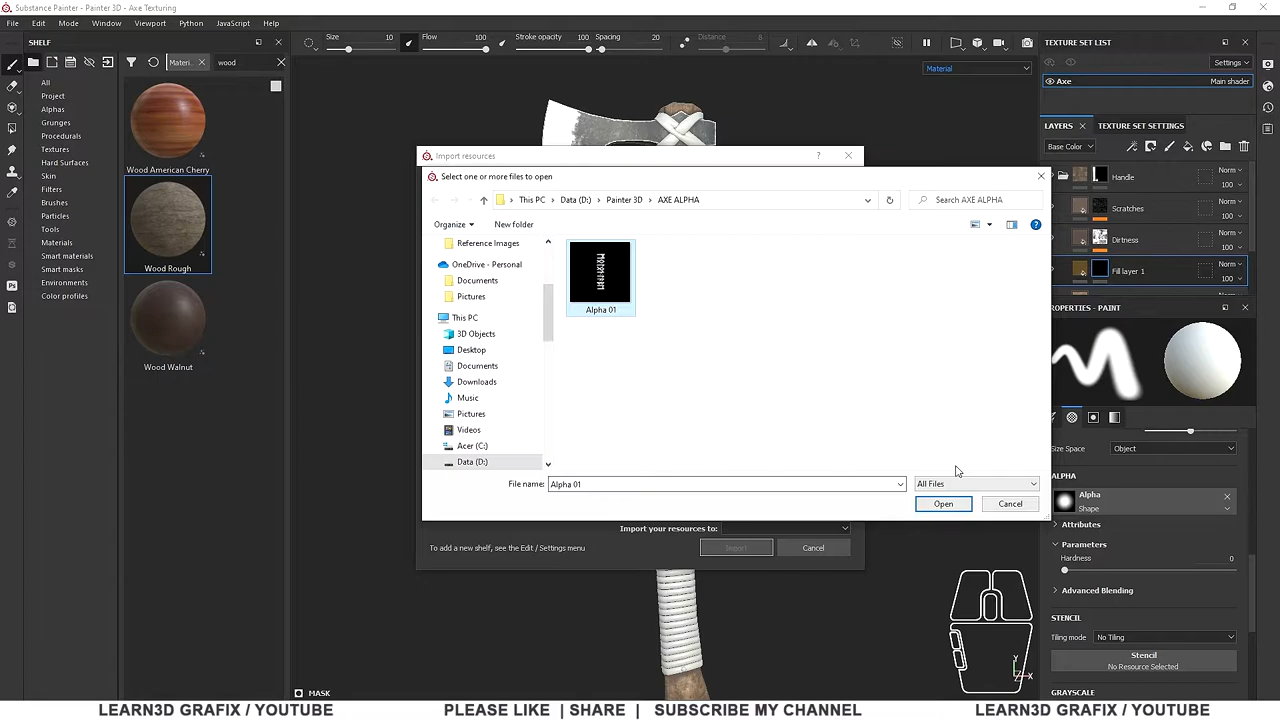 Substance Painter - Painter 3D - Axe Texturing
File Edit Mode Window Viewport Python JavaScript Help
SHELF
Size 10 Flow 100 Stroke opacity 100 Spacing 20 Distance 8
Materi... wood
All
Project
Alphas
Grunges
Procedurals
Textures
Hard Surfaces
Skin
Filters
Brushes
Particles
Tools
Materials
Smart materials
Smart masks
Environments
Color profiles
Wood American Cherry
Wood Rough
Wood Walnut
Material
Import resources
?
Select one or more files to open
This PC > Data (D:) > Painter 3D > AXE ALPHA
Search AXE ALPHA
Organize New folder
Reference Images
OneDrive - Personal
Documents
Pictures
This PC
3D Objects
Desktop
Documents
Downloads
Music
Pictures
Videos
Acer (C:)
Data (D:)
Alpha 01
File name: Alpha 01
All Files
Open Cancel
Import your resources to:
To add a new shelf, see the Edit / Settings menu
Import Cancel
MASK
Y
X
TEXTURE SET LIST
Settings
Axe Main shader
LAYERS TEXTURE SET SETTINGS
Base Color
Handle Norm 100
Scratches Norm 100
Dirtness Norm 100
Fill layer 1 Norm 100
PROPERTIES - PAINT
Size Space Object
ALPHA
Alpha
Shape
Attributes
Parameters
Hardness 0
Advanced Blending
STENCIL
Tiling mode No Tiling
Stencil
No Resource Selected
GRAYSCALE
LEARN3D GRAFIX / YOUTUBE PLEASE LIKE | SHARE | SUBSCRIBE MY CHANNEL LEARN3D GRAFIX / YOUTUBE